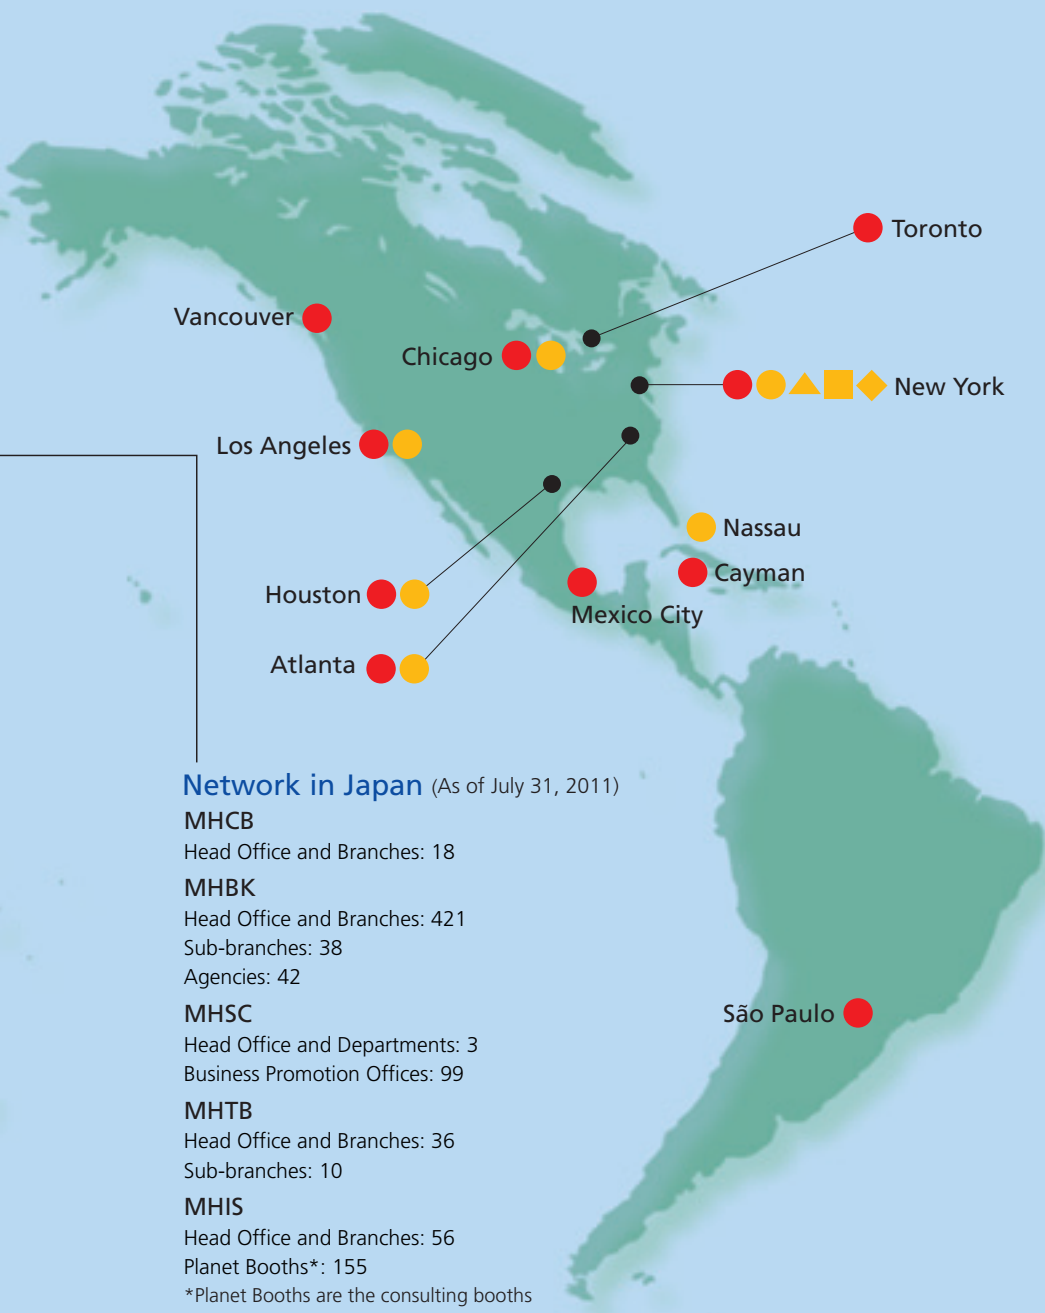 Toronto
Vancouver
Chicago
New York
Los Angeles
Nassau
Cayman
Houston
Mexico City
Atlanta
Network in Japan (As of July 31, 2011)
MHCB
Head Office and Branches: 18
MHBK
Head Office and Branches: 421
Sub-branches: 38
Agencies: 42
MHSC
Head Office and Departments: 3
Business Promotion Offices: 99
MHTB
Head Office and Branches: 36
Sub-branches: 10
MHIS
Head Office and Branches: 56
Planet Booths*: 155
*Planet Booths are the consulting booths
São Paulo